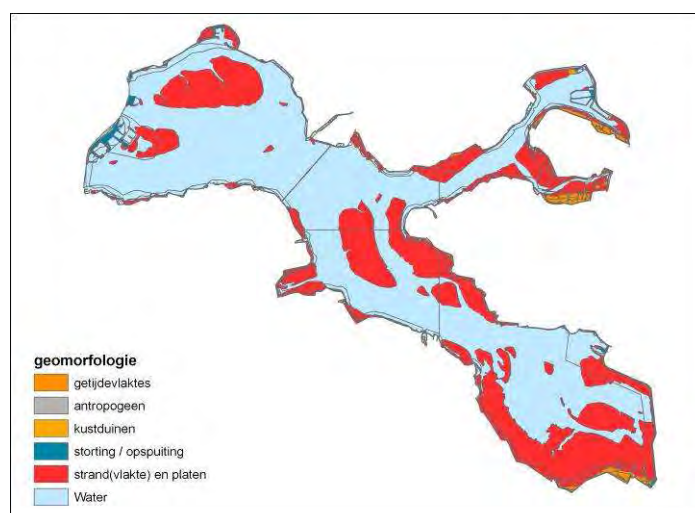 geomorfologie
getijdevlaktes
antropogeen
kustduinen
storting / opspuiting
strand(vlakte) en platen
Water